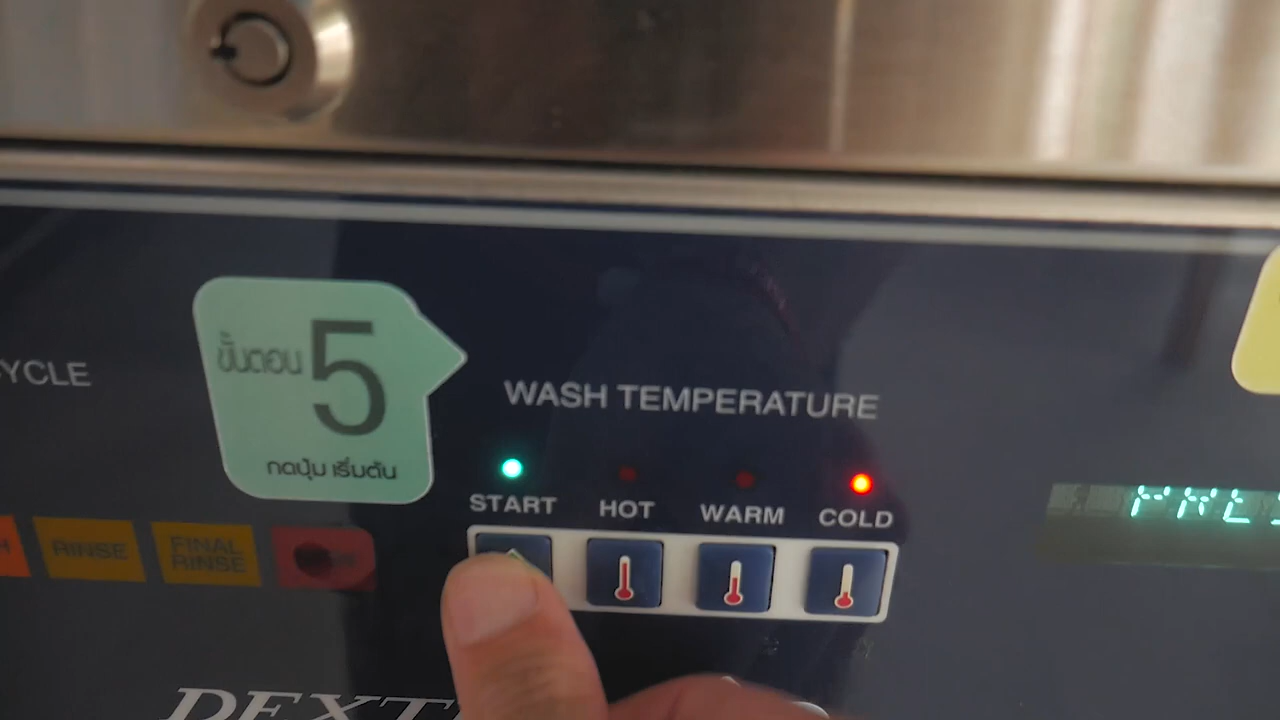 ขั้นตอน 5
กดปุ่ม เริ่มต้น
YCLE
WASH TEMPERATURE
START HOT WARM COLD
H
RINSE
FINAL
RINSE
DEXT